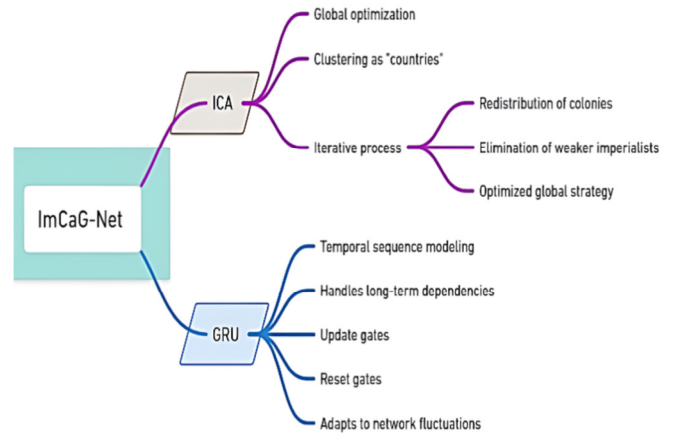 ImCaG-Net
ICA
Global optimization
Clustering as "countries"
Iterative process
Redistribution of colonies
Elimination of weaker imperialists
Optimized global strategy
GRU
Temporal sequence modeling
Handles long-term dependencies
Update gates
Reset gates
Adapts to network fluctuations